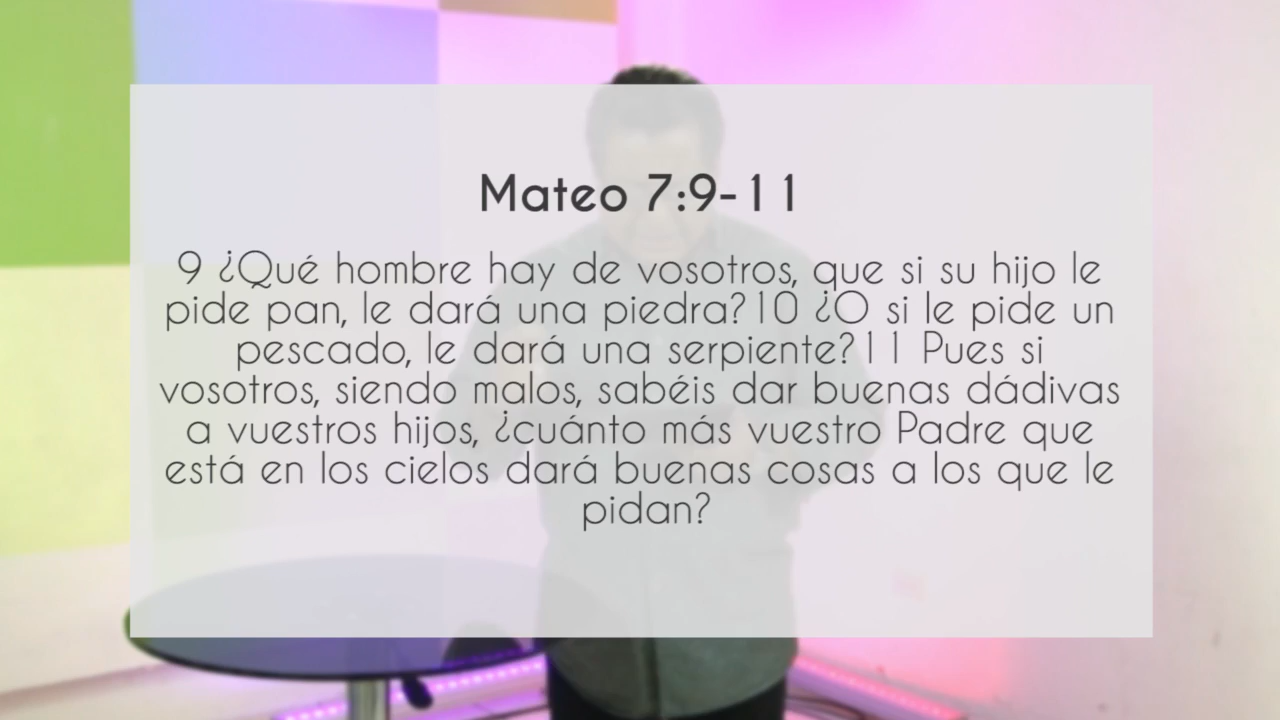 Mateo 7:9-11
9 ¿Qué hombre hay de vosotros, que si su hijo le
pide pan, le dará una piedra?10 ¿O si le pide un
pescado, le dará una serpiente?11 Pues si
vosotros, siendo malos, sabéis dar buenas dádivas
a vuestros hijos, ¿cuánto más vuestro Padre que
está en los cielos dará buenas cosas a los que le
pidan?